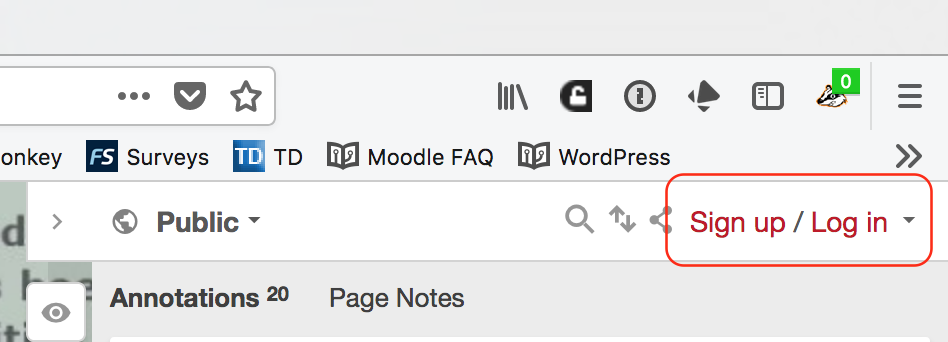 0
onkey FS Surveys TD TD Moodle FAQ WordPress
Public Sign up / Log in
Annotations 20 Page Notes